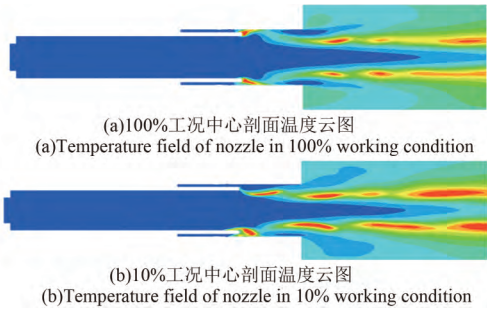 (a)100%工况中心剖面温度云图
(a)Temperature field of nozzle in 100% working condition
(b)10%工况中心剖面温度云图
(b)Temperature field of nozzle in 10% working condition